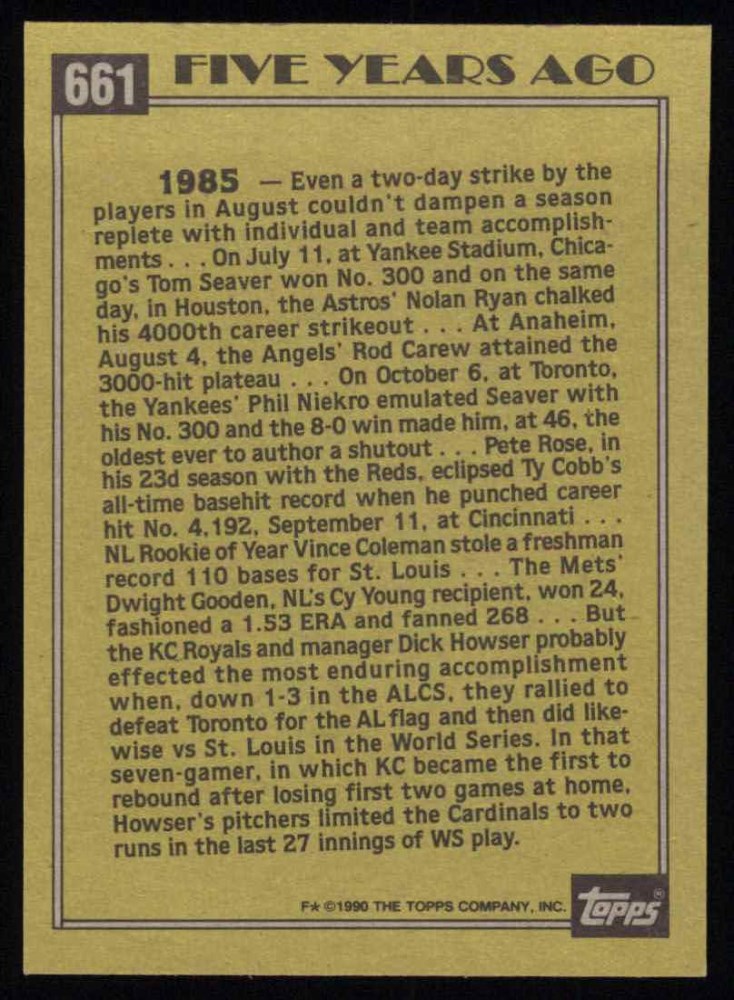 661
FIVE YEARS AGO
1985 — Even a two-day strike by the
players in August couldn't dampen a season
replete with individual and team accomplish-
ments . . . On July 11, at Yankee Stadium, Chica-
go's Tom Seaver won No. 300 and on the same
day, in Houston, the Astros' Nolan Ryan chalked
his 4000th career strikeout . . . At Anaheim,
August 4, the Angels' Rod Carew attained the
3000-hit plateau . . . On October 6, at Toronto,
the Yankees' Phil Niekro emulated Seaver with
his No. 300 and the 8-0 win made him, at 46, the
oldest ever to author a shutout . . . Pete Rose, in
his 23d season with the Reds, eclipsed Ty Cobb's
all-time basehit record when he punched career
hit No. 4,192, September 11, at Cincinnati . . .
NL Rookie of Year Vince Coleman stole a freshman
record 110 bases for St. Louis . . . The Mets'
Dwight Gooden, NL's Cy Young recipient, won 24,
fashioned a 1.53 ERA and fanned 268 . . . But
the KC Royals and manager Dick Howser probably
effected the most enduring accomplishment
when, down 1-3 in the ALCS, they rallied to
defeat Toronto for the AL flag and then did like-
wise vs St. Louis in the World Series. In that
seven-gamer, in which KC became the first to
rebound after losing first two games at home,
Howser's pitchers limited the Cardinals to two
runs in the last 27 innings of WS play.
F★ ©1990 THE TOPPS COMPANY, INC.
topps®